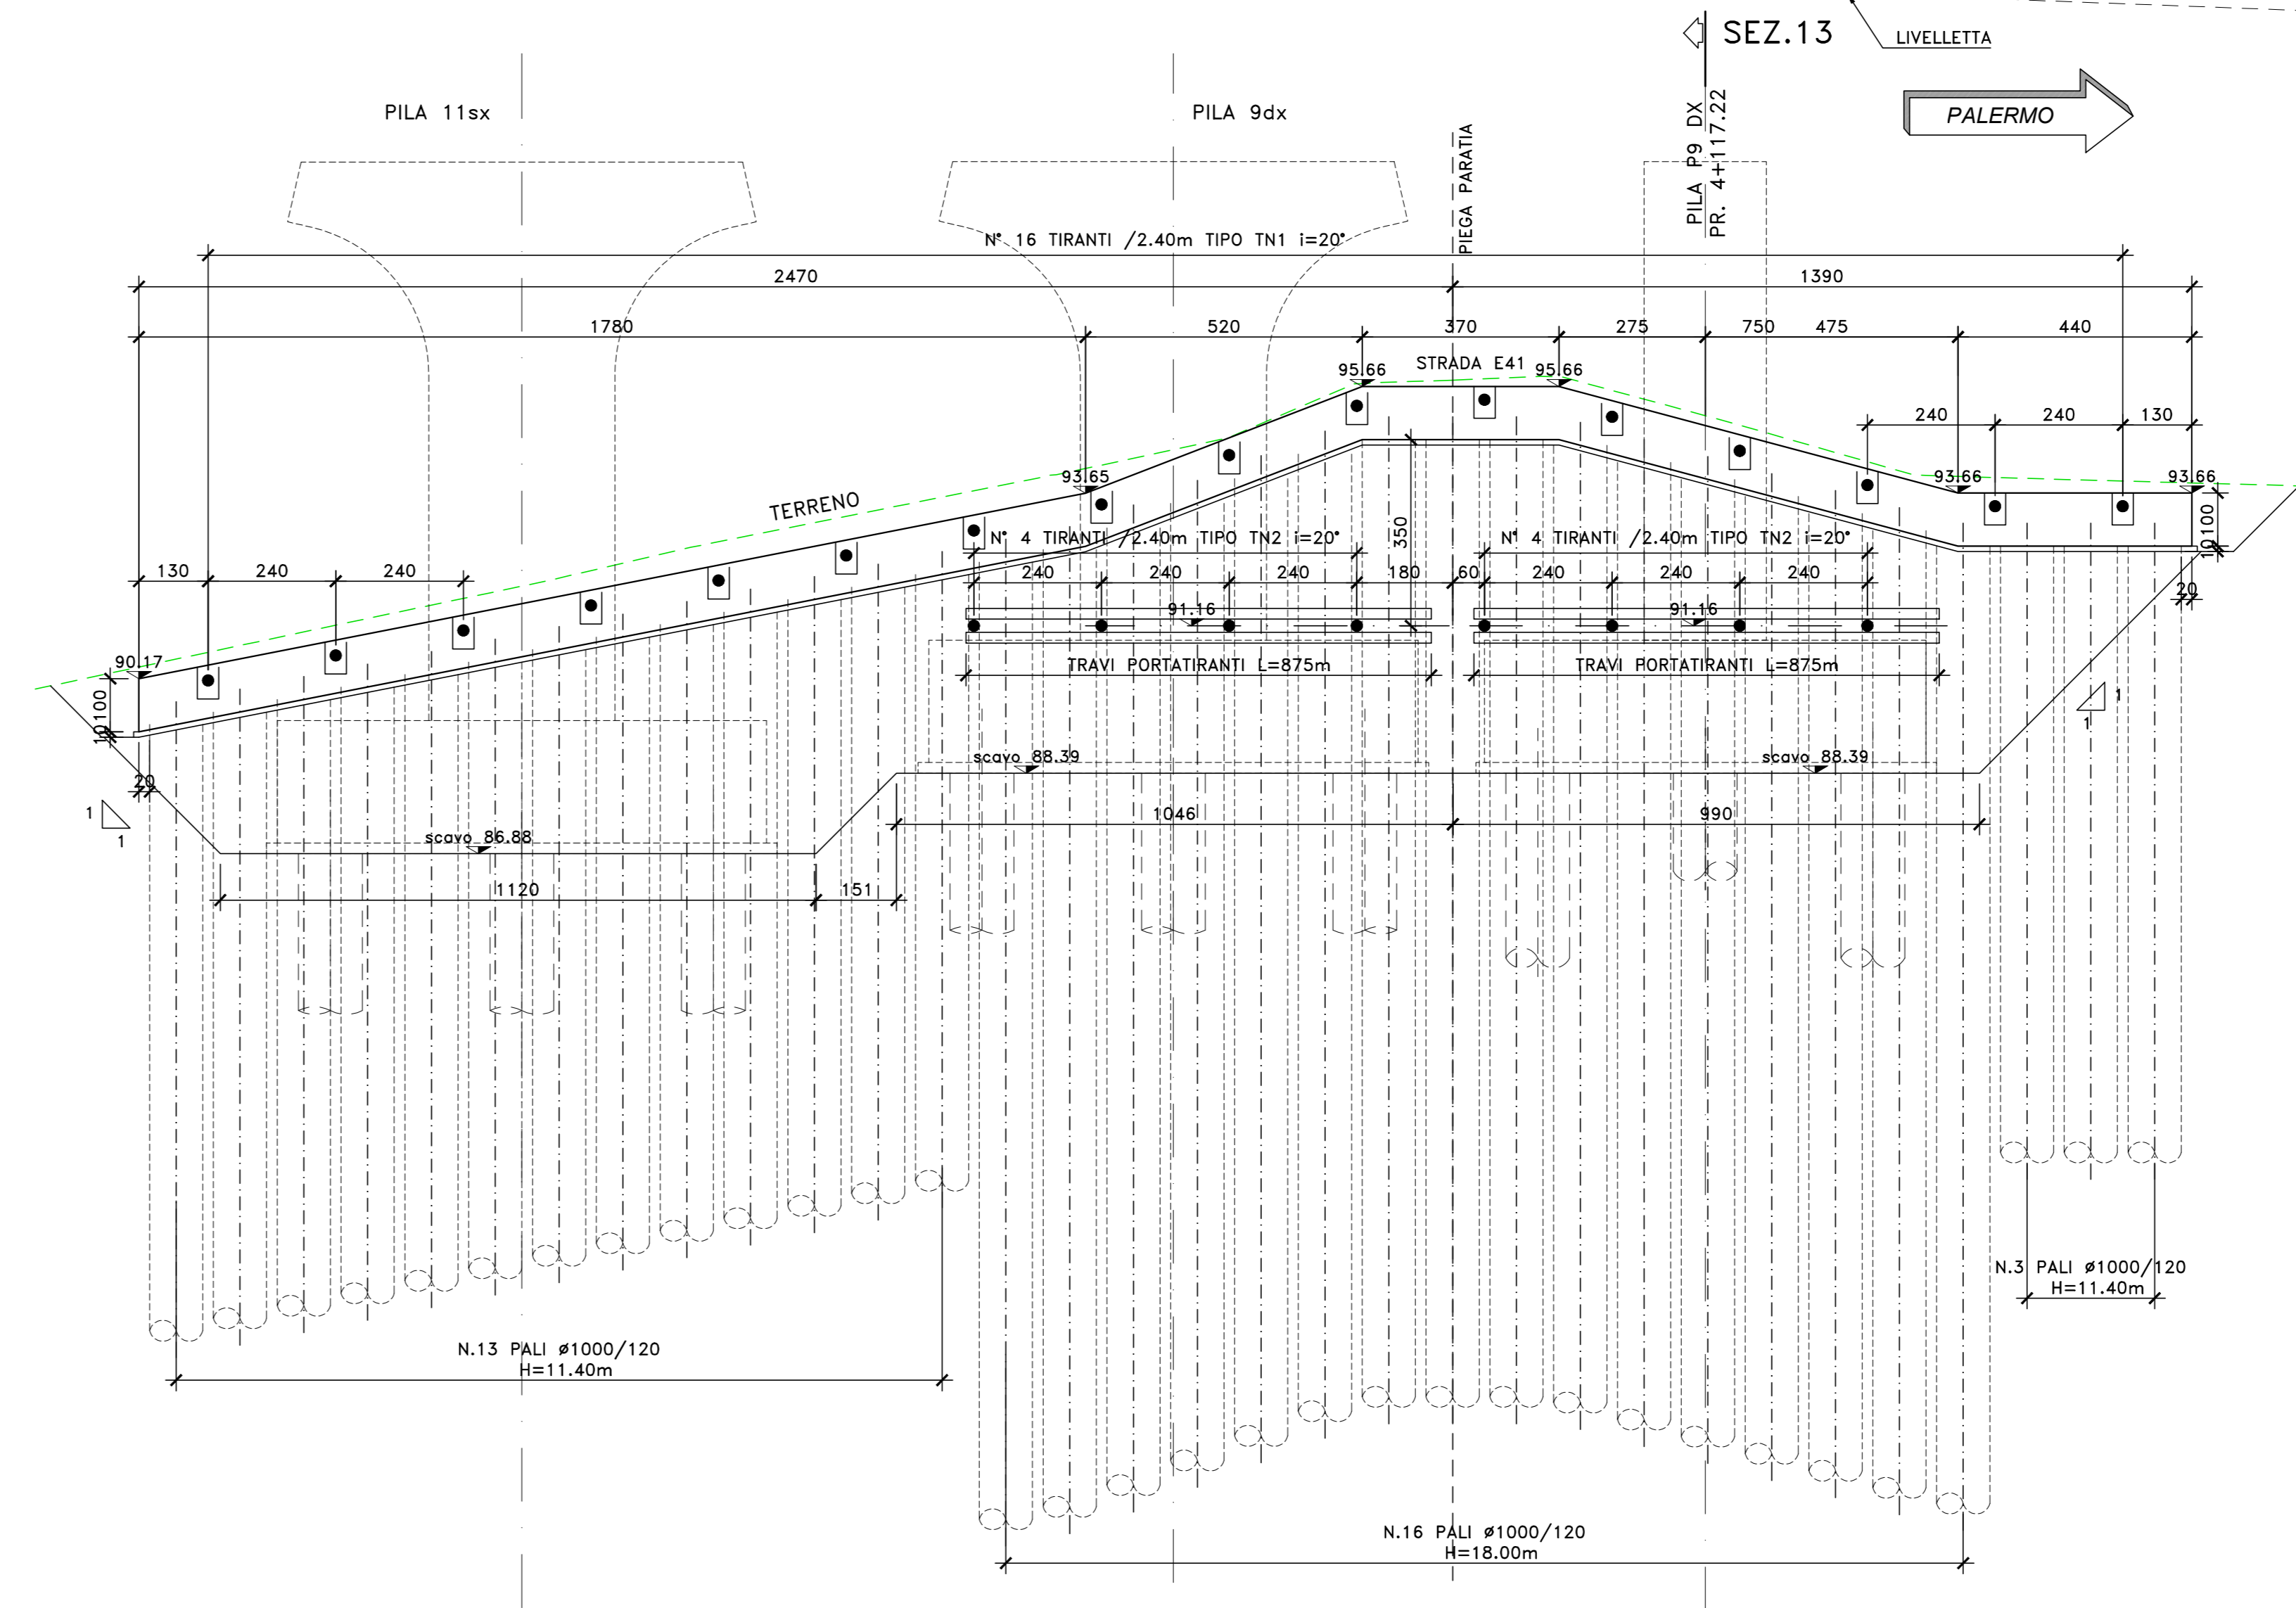 SEZ.13
LIVELLETTA
PALERMO
PILA 11sx
PILA 9dx
PIEGA PARATIA
PILA P9 DX
PR. 4+117.22
N° 16 TIRANTI /2.40m TIPO TN1 i=20°
2470
1390
1780
520
370
275
750
475
440
STRADA E41
95.66
95.66
240
240
130
93.65
93.66
93.66
TERRENO
350
100
10
N° 4 TIRANTI /2.40m TIPO TN2 i=20°
N° 4 TIRANTI /2.40m TIPO TN2 i=20°
130
240
240
240
240
240
180
60
240
240
240
20
91.16
91.16
90.17
TRAVI PORTATIRANTI L=875m
TRAVI PORTATIRANTI L=875m
100
10
1
1
scavo 88.39
scavo 88.39
20
1
1
1046
990
scavo 86.88
1120
151
N.3 PALI ø1000/120
H=11.40m
N.13 PALI ø1000/120
H=11.40m
N.16 PALI ø1000/120
H=18.00m